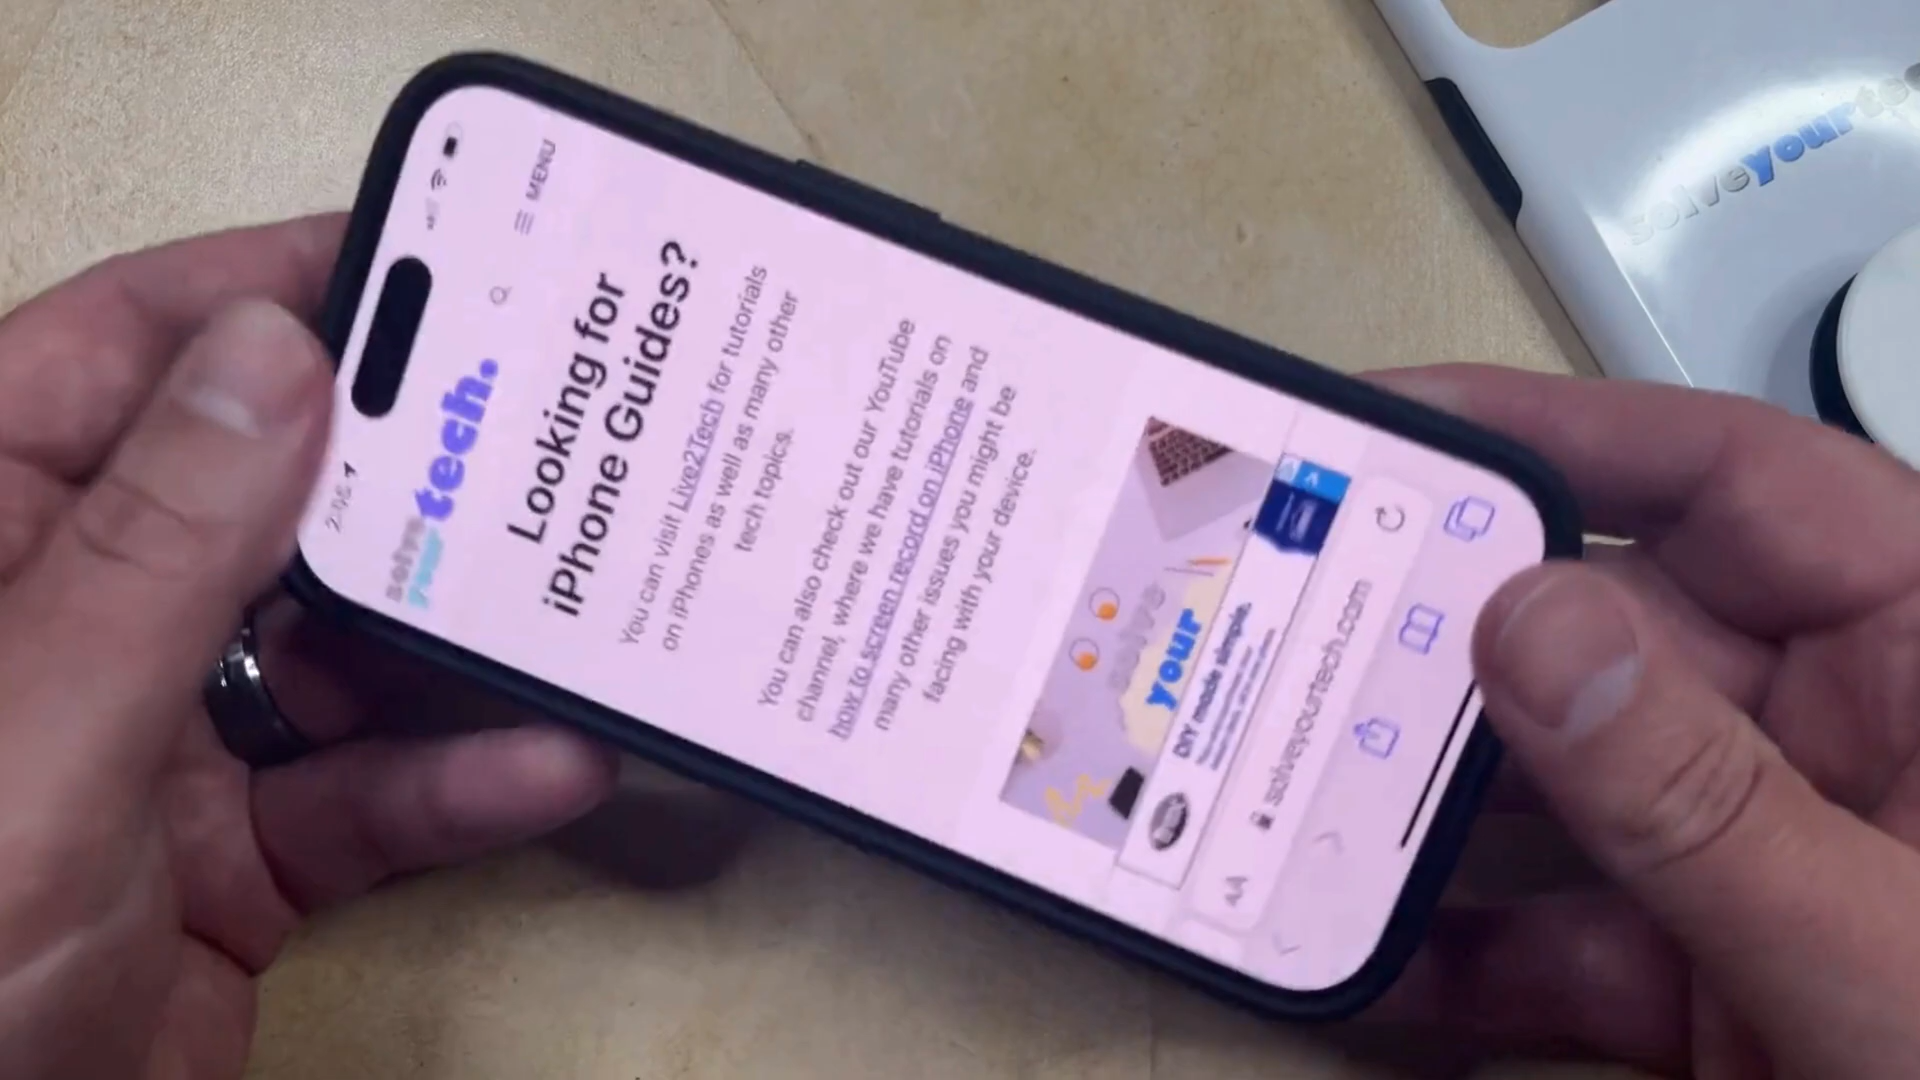 MENU
solve
your
tech.
Looking for
iPhone Guides?
You can visit Live2Tech for tutorials
on iPhones as well as many other
tech topics.
You can also check out our YouTube
channel, where we have tutorials on
how to screen record on iPhone and
many other issues you might be
facing with your device.
solve
your
DIY made simple.
AA
solveyourtech.com
solveyourtec